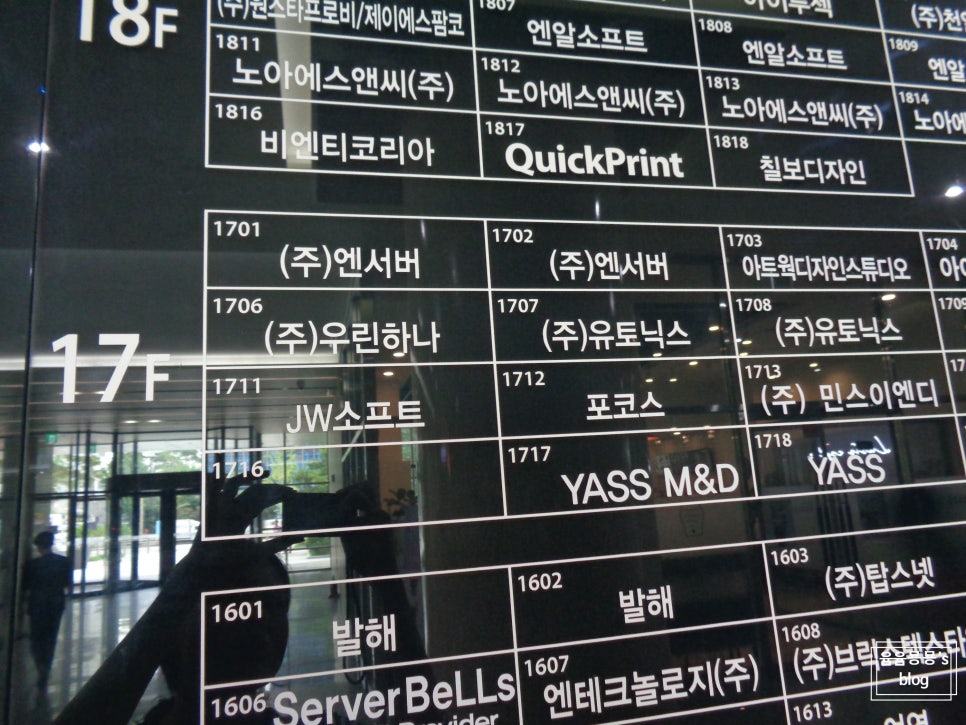 18F
(주)원스타프로비/제이에스팜코
1807
1811
노아에스앤씨(주)
엔알소프트
1808
엔알소프트
1809
엔알
1812
노아에스앤씨(주)
1813
노아에스앤씨(주)
1814
노아에
1816
비엔티코리아
1817
QuickPrint
1818
칠보디자인
17F
1701
(주)엔서버
1702
(주)엔서버
1703
아트웍디자인스튜디오
1704
1706
(주)우린하나
1707
(주)유토닉스
1708
(주)유토닉스
1709
1711
JW소프트
1712
포코스
1713
(주) 민스이엔디
1716
1717
YASS M&D
1718
YASS
1601
발해
1602
발해
1603
(주)탑스넷
1606
ServerBeLLs
Provider
1607
엔테크놀로지(주)
1608
1613
blog